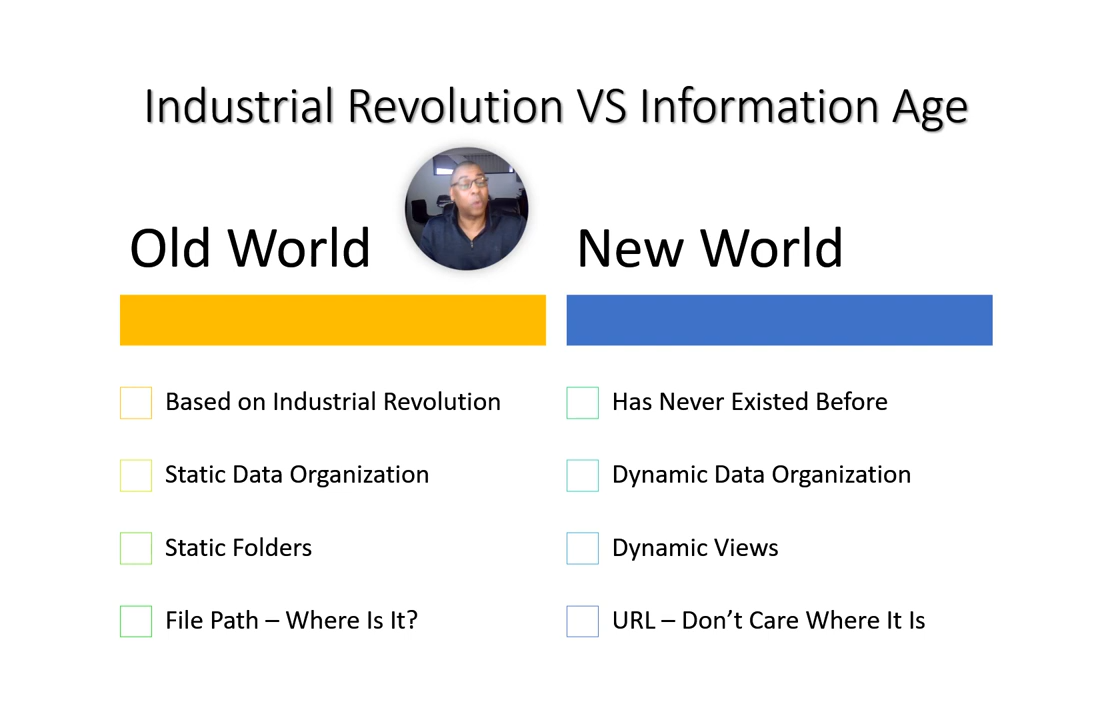 Industrial Revolution VS Information Age
Old World
New World
Based on Industrial Revolution
Static Data Organization
Static Folders
File Path – Where Is It?
Has Never Existed Before
Dynamic Data Organization
Dynamic Views
URL – Don’t Care Where It Is